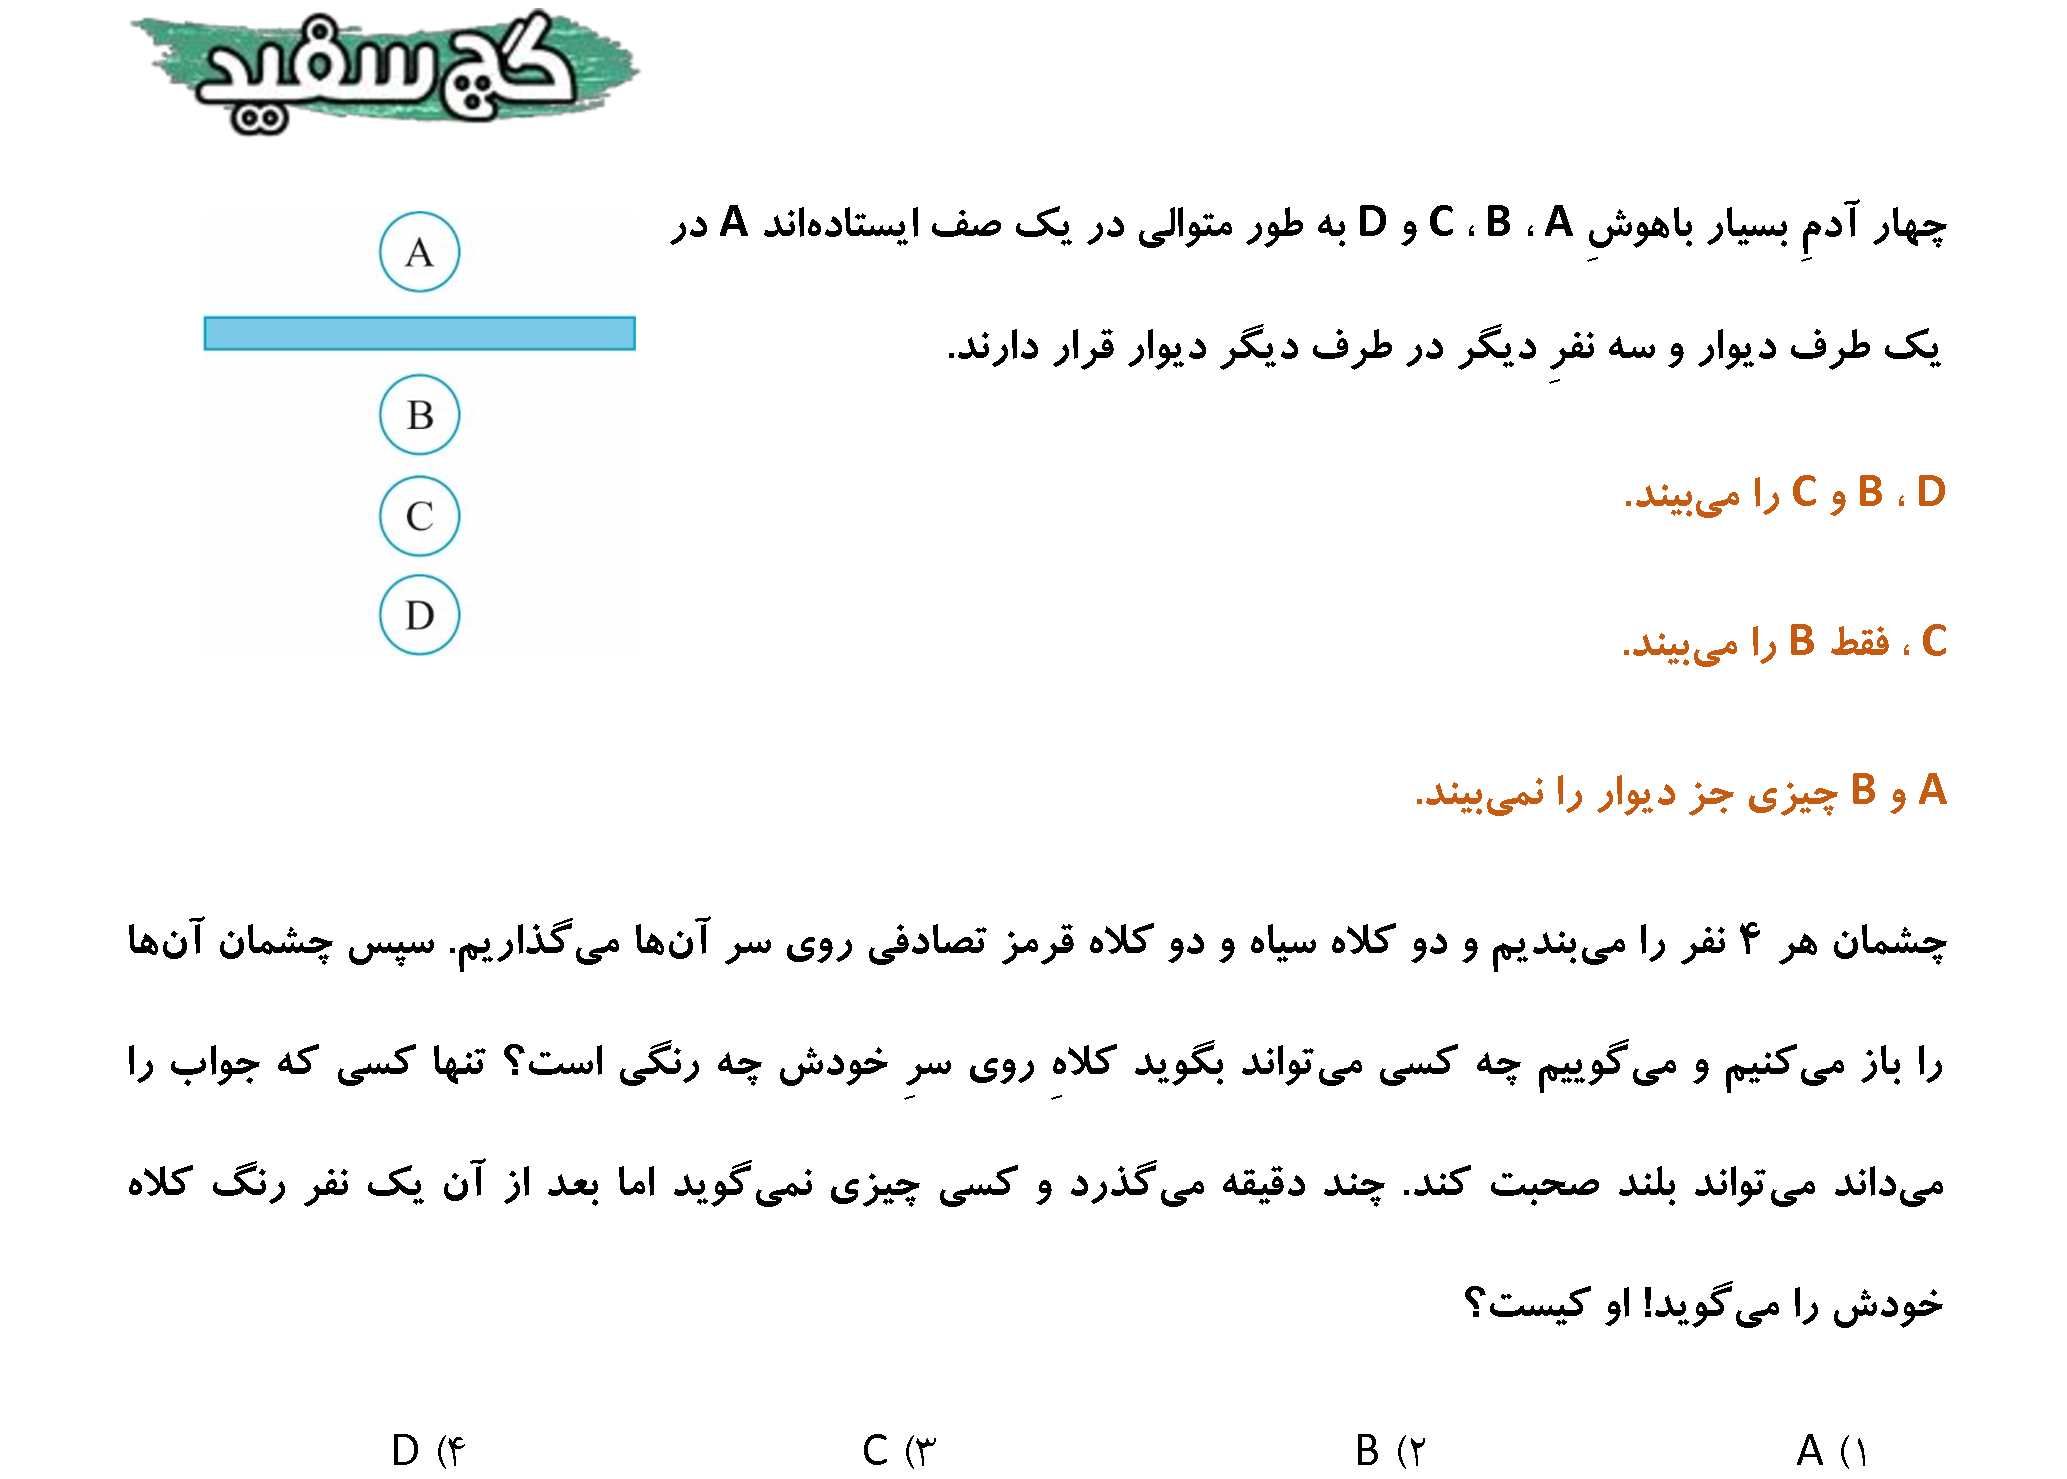 گچ سفید
چهار آدمِ بسیار باهوشِ A ، B ، C و D به طور متوالی در یک صف ایستاده‌اند A در
یک طرف دیوار و سه نفرِ دیگر در طرف دیگر دیوار قرار دارند.
A
B
C
D
D ، B و C را می‌بیند.
C ، فقط B را می‌بیند.
A و B چیزی جز دیوار را نمی‌بیند.
چشمان هر ۴ نفر را می‌بندیم و دو کلاه سیاه و دو کلاه قرمز تصادفی روی سر آن‌ها می‌گذاریم. سپس چشمان آن‌ها
را باز می‌کنیم و می‌گوییم چه کسی می‌تواند بگوید کلاهِ روی سرِ خودش چه رنگی است؟ تنها کسی که جواب را
می‌داند می‌تواند بلند صحبت کند. چند دقیقه می‌گذرد و کسی چیزی نمی‌گوید اما بعد از آن یک نفر رنگ کلاه
خودش را می‌گوید! او کیست؟
۱) A ۲) B ۳) C ۴) D